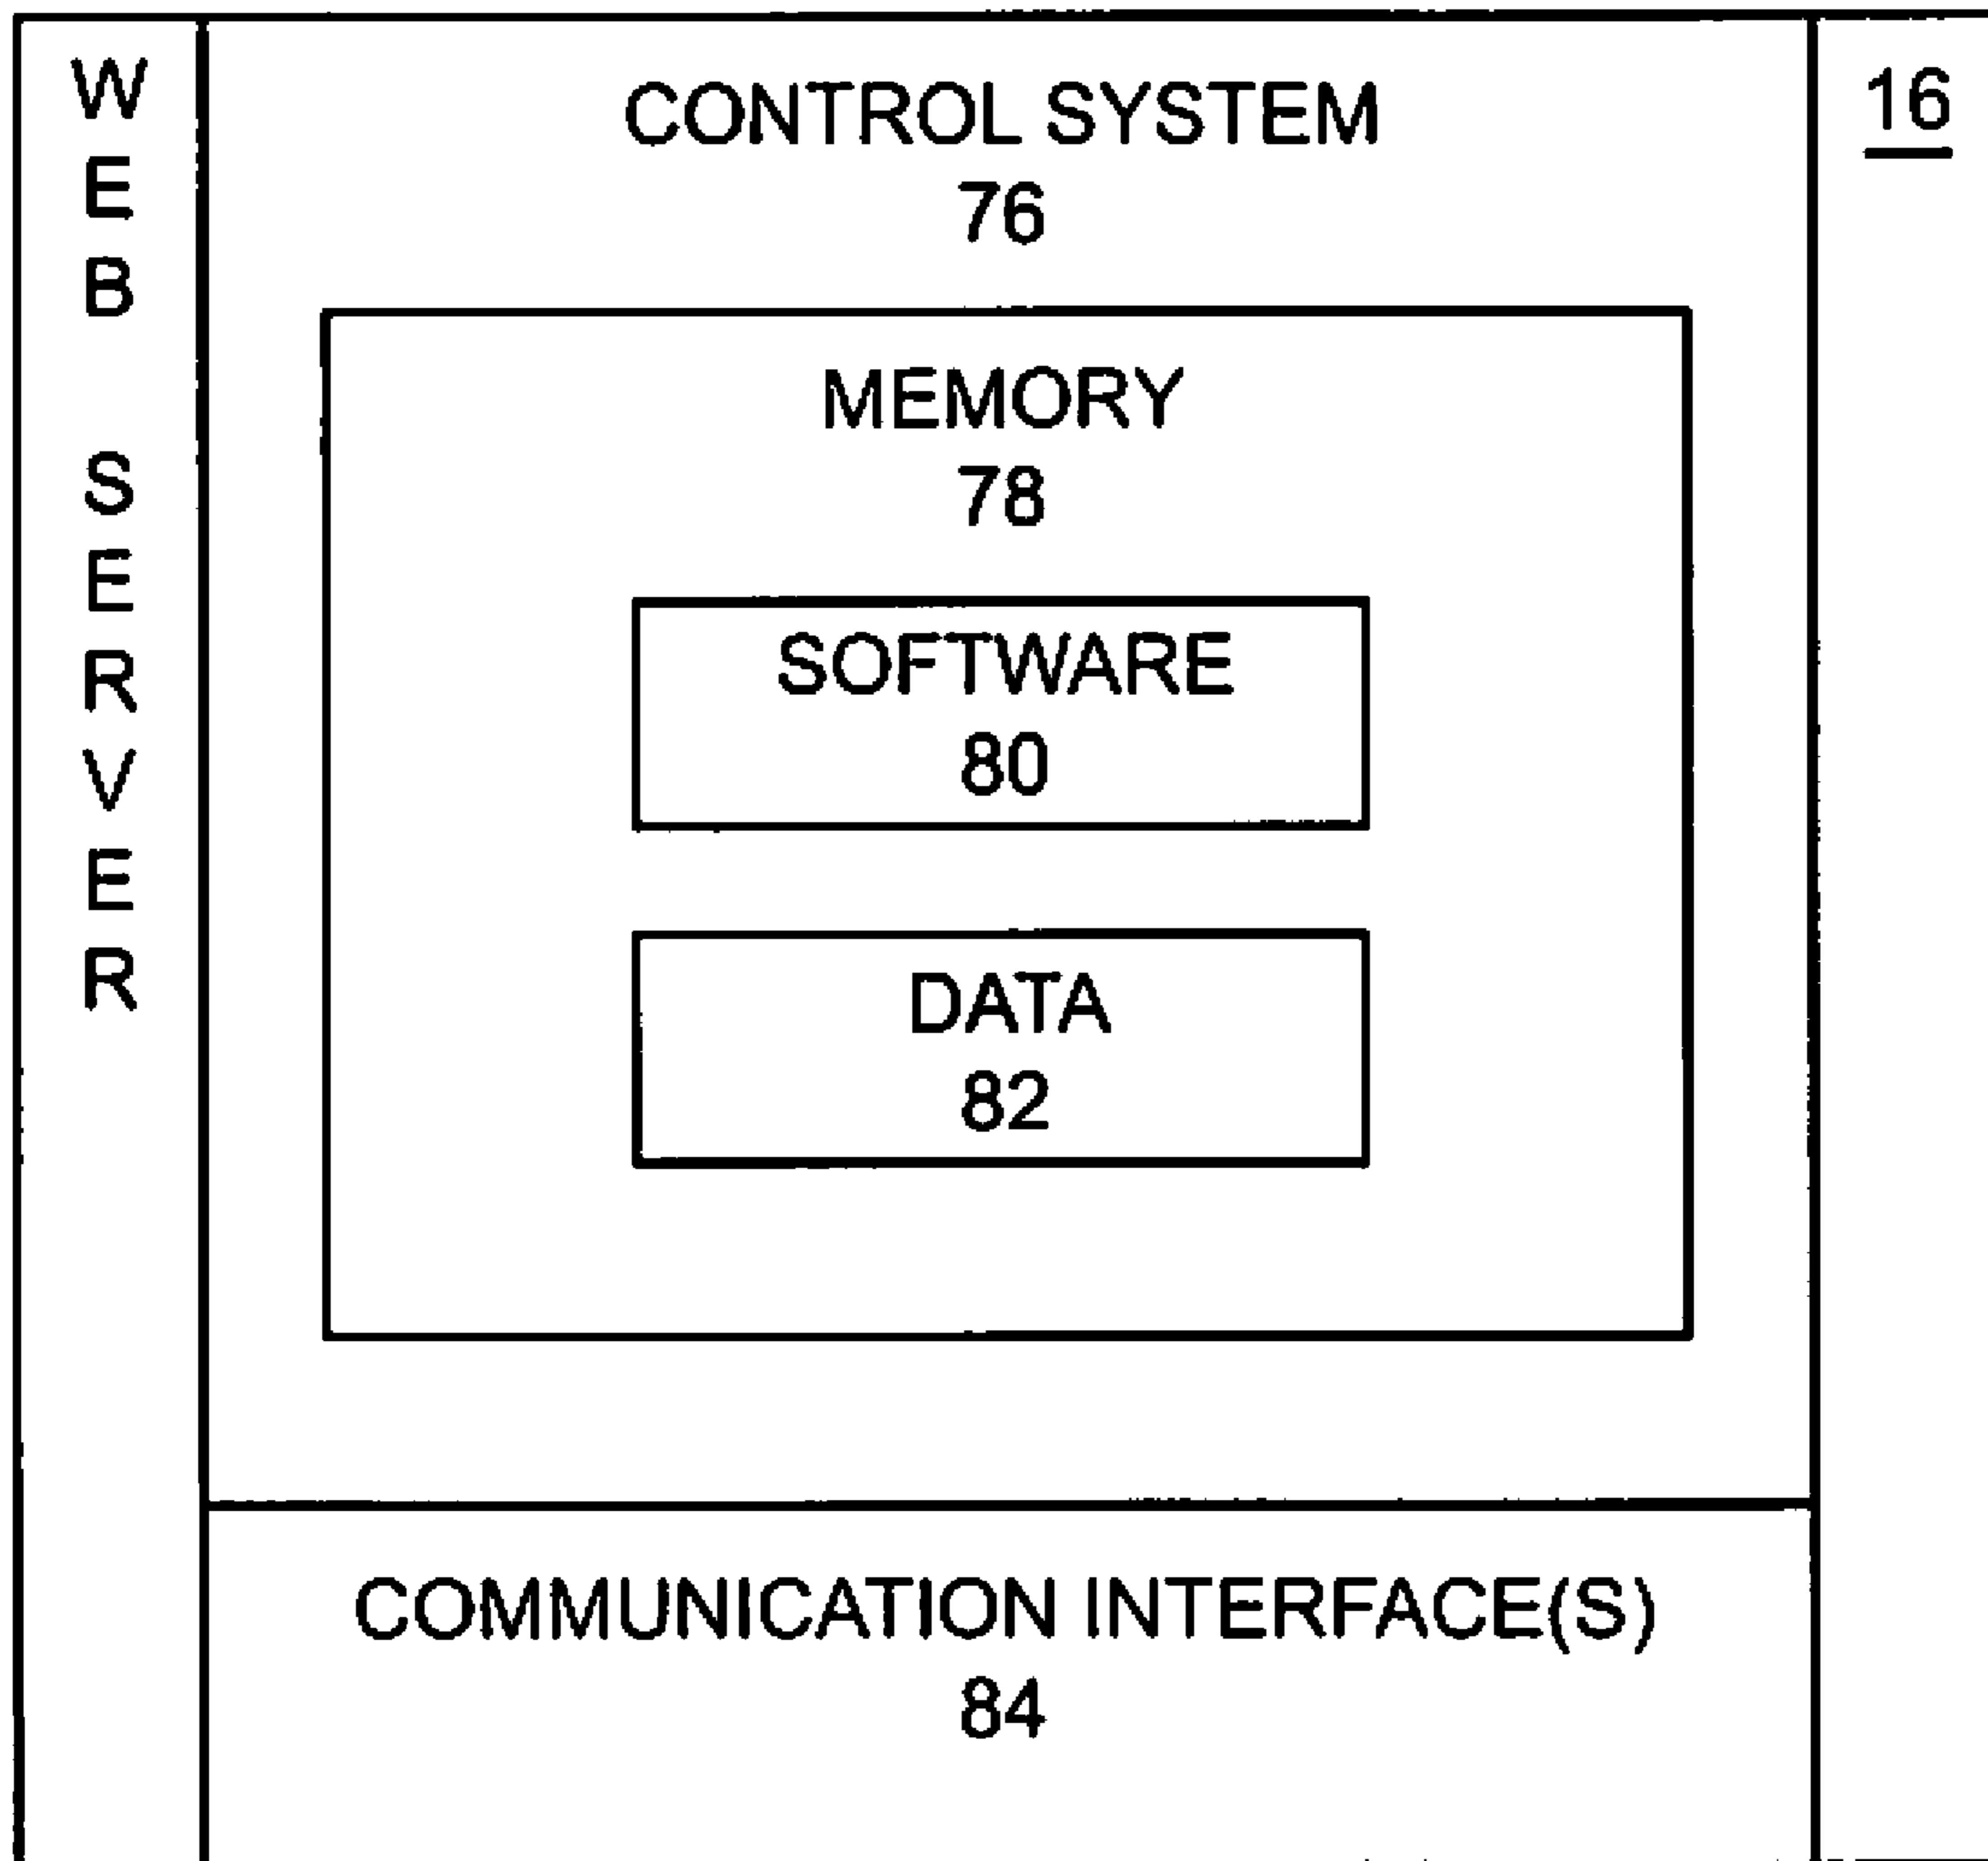 WEB SERVER
CONTROL SYSTEM
76
16
MEMORY
78
SOFTWARE
80
DATA
82
COMMUNICATION INTERFACE(S)
84